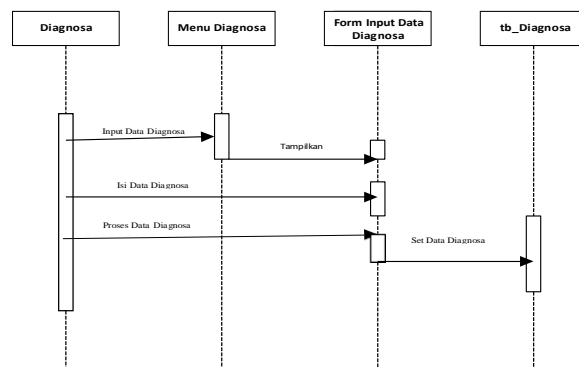 Diagnosa
Menu Diagnosa
Form Input Data
Diagnosa
tb_Diagnosa
Input Data Diagnosa
Tampilkan
Isi Data Diagnosa
Proses Data Diagnosa
Set Data Diagnosa